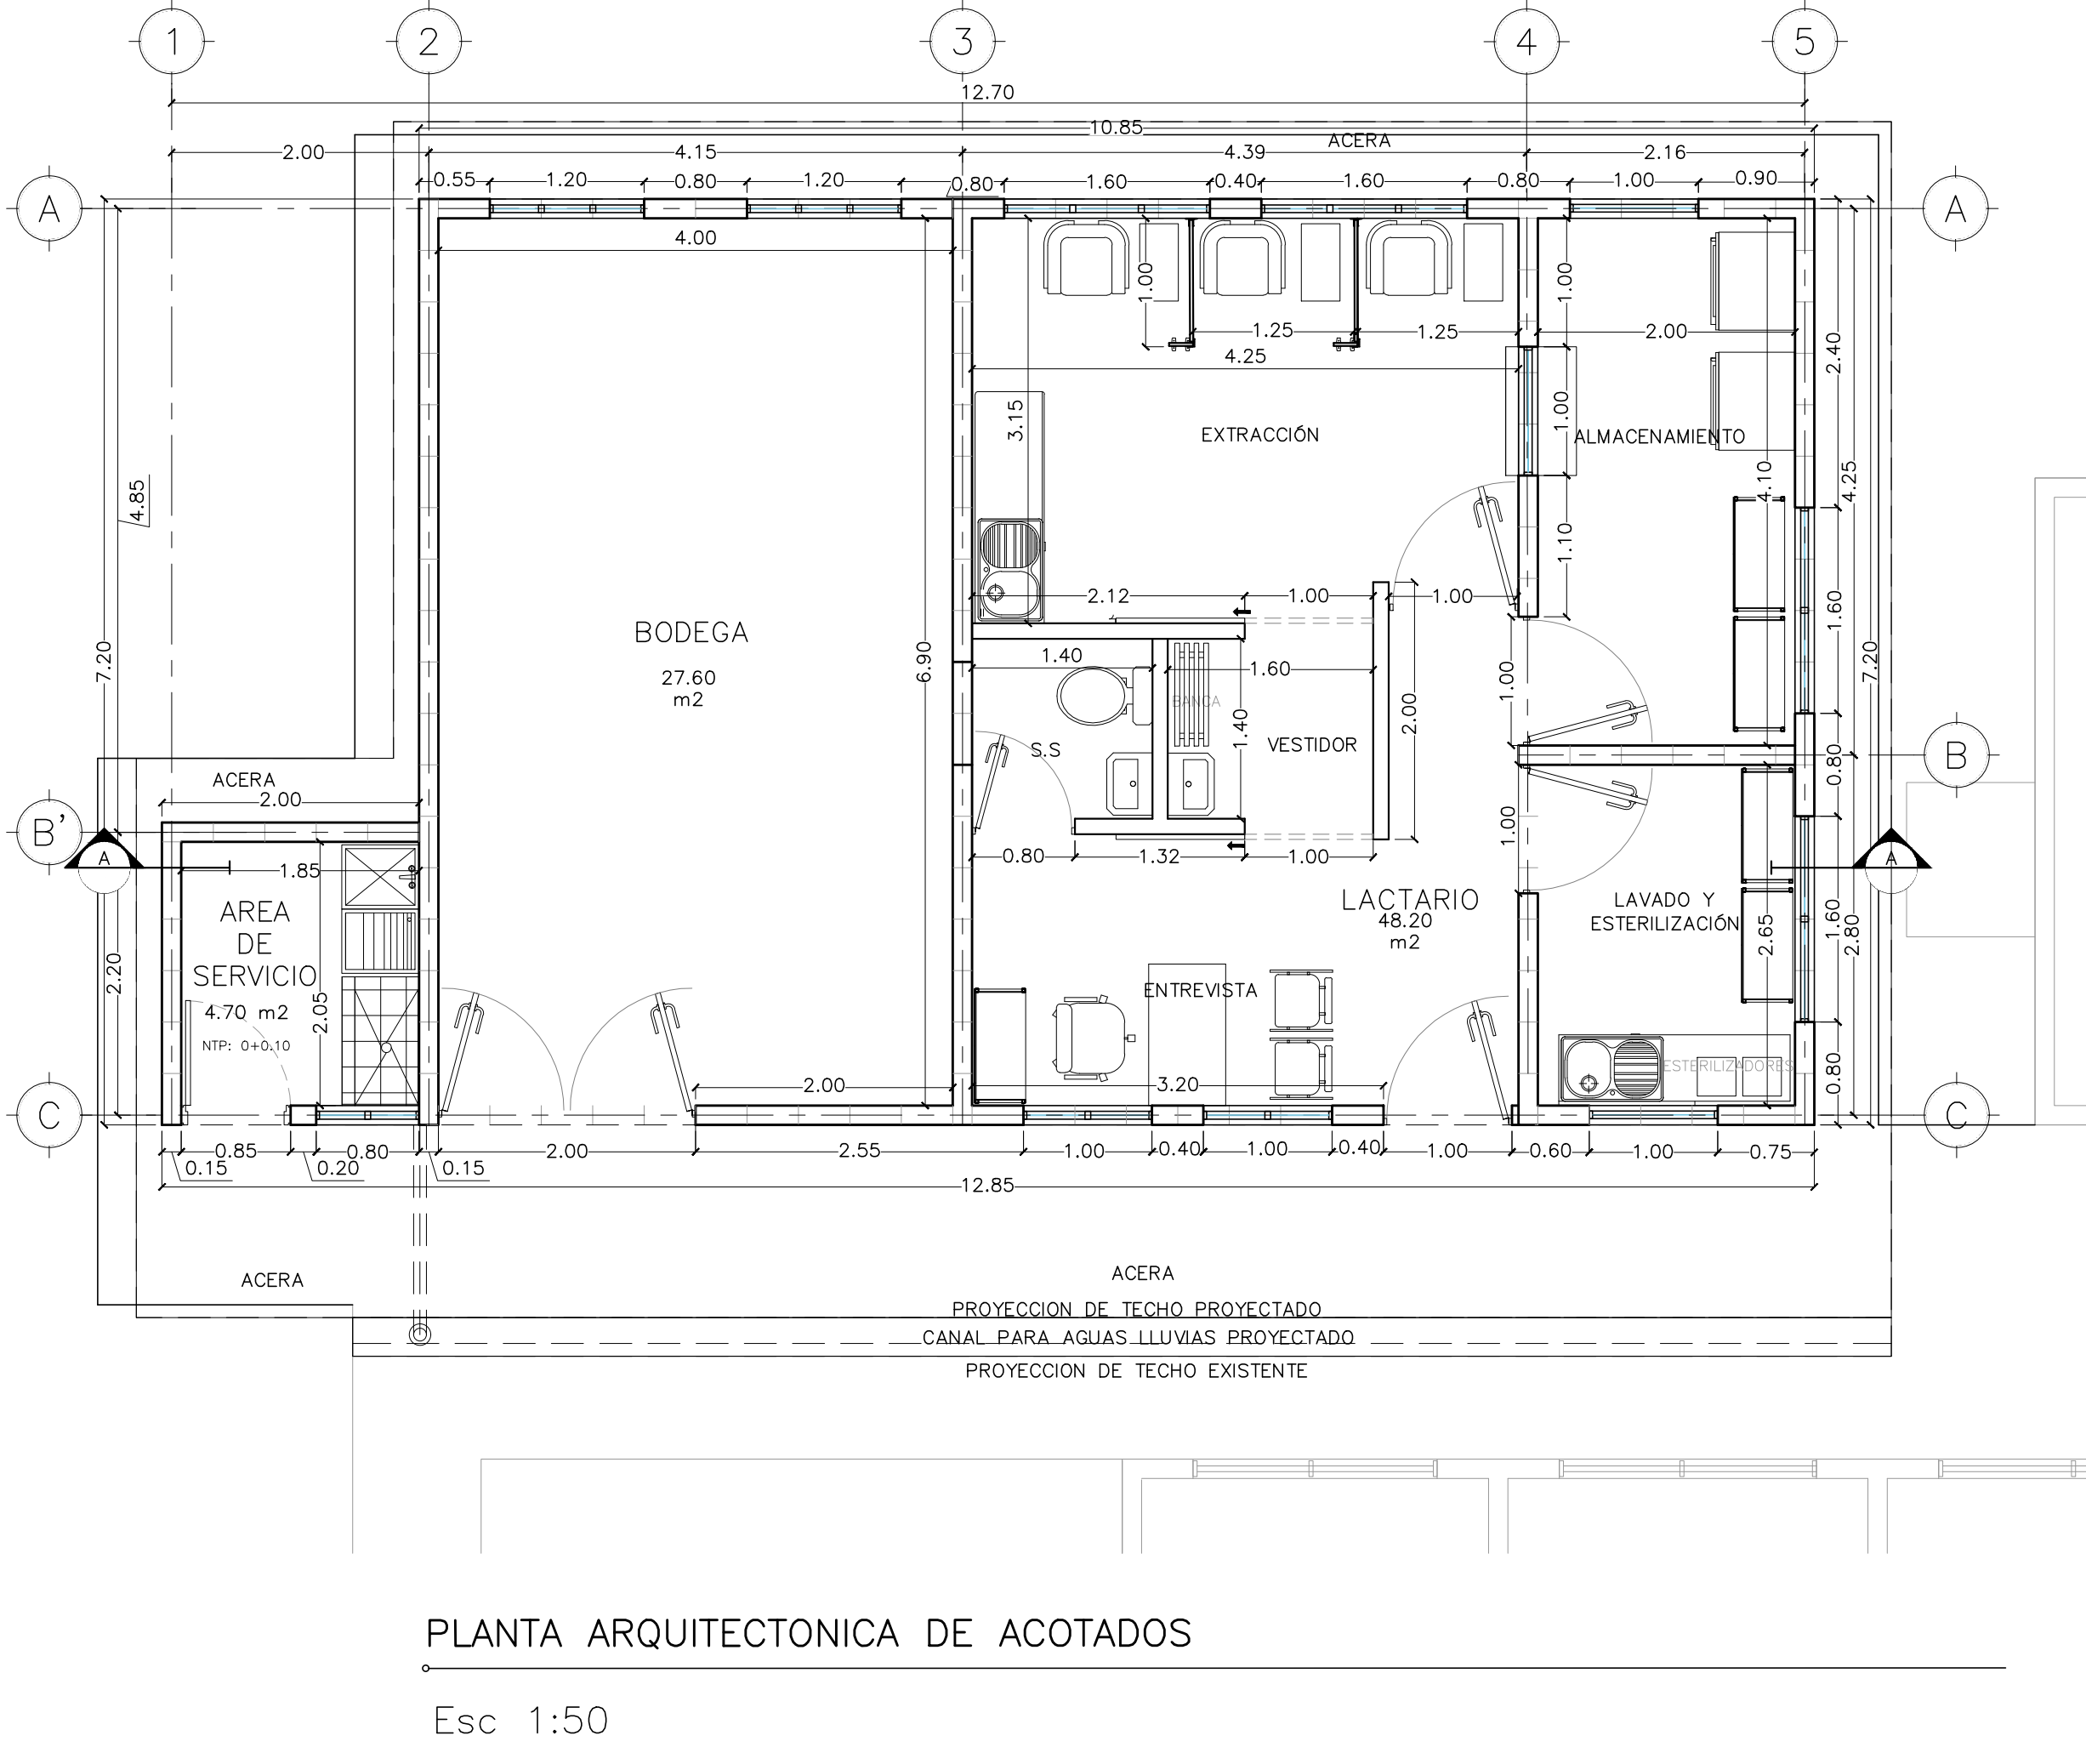 1 2 3 4 5
12.70
10.85
ACERA
2.00 4.15 4.39 2.16
0.55 1.20 0.80 1.20 0.80 1.60 0.40 1.60 0.80 1.00 0.90
A A
4.00
1.00 1.00
1.25 1.25 2.00
4.25
2.40
3.15
1.00
EXTRACCIÓN
ALMACENAMIENTO
4.10
4.25
4.85
1.10
2.12 1.00 1.00
1.60
BODEGA
27.60
m2
7.20
6.90
1.40
1.60
1.00
7.20
BANCA
2.00
1.40
S.S
VESTIDOR
B
0.80
ACERA
2.00
B'
A
1.00
A
0.80 1.32 1.00
1.85
AREA
DE
SERVICIO
4.70 m2
NTP: 0+0.10
2.20
2.05
LACTARIO
48.20
m2
LAVADO Y
ESTERILIZACIÓN
2.65
1.60
2.80
ENTREVISTA
ESTERILIZADORES
0.80
2.00
3.20
C C
0.85 0.80 2.00 2.55 1.00 0.40 1.00 0.40 1.00 0.60 1.00 0.75
0.15 0.20 0.15
12.85
ACERA
ACERA
PROYECCION DE TECHO PROYECTADO
CANAL PARA AGUAS LLUVIAS PROYECTADO
PROYECCION DE TECHO EXISTENTE
PLANTA ARQUITECTONICA DE ACOTADOS
Esc 1:50